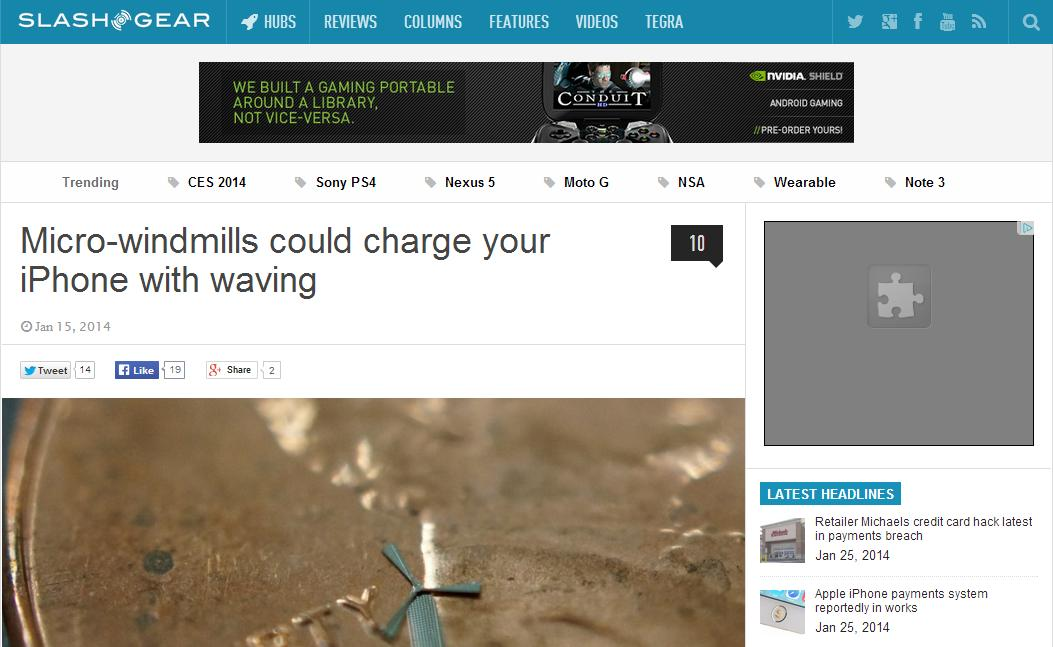 SLASH GEAR
HUBS
REVIEWS
COLUMNS
FEATURES
VIDEOS
TEGRA
WE BUILT A GAMING PORTABLE
AROUND A LIBRARY,
NOT VICE-VERSA.
CONDUIT
HD
NVIDIA. SHIELD
ANDROID GAMING
//PRE-ORDER YOURS!
Trending
CES 2014
Sony PS4
Nexus 5
Moto G
NSA
Wearable
Note 3
Micro-windmills could charge your
iPhone with waving
10
Jan 15, 2014
Tweet
14
Like
19
Share
2
TY
LATEST HEADLINES
Retailer Michaels credit card hack latest
in payments breach
Jan 25, 2014
Apple iPhone payments system
reportedly in works
Jan 25, 2014